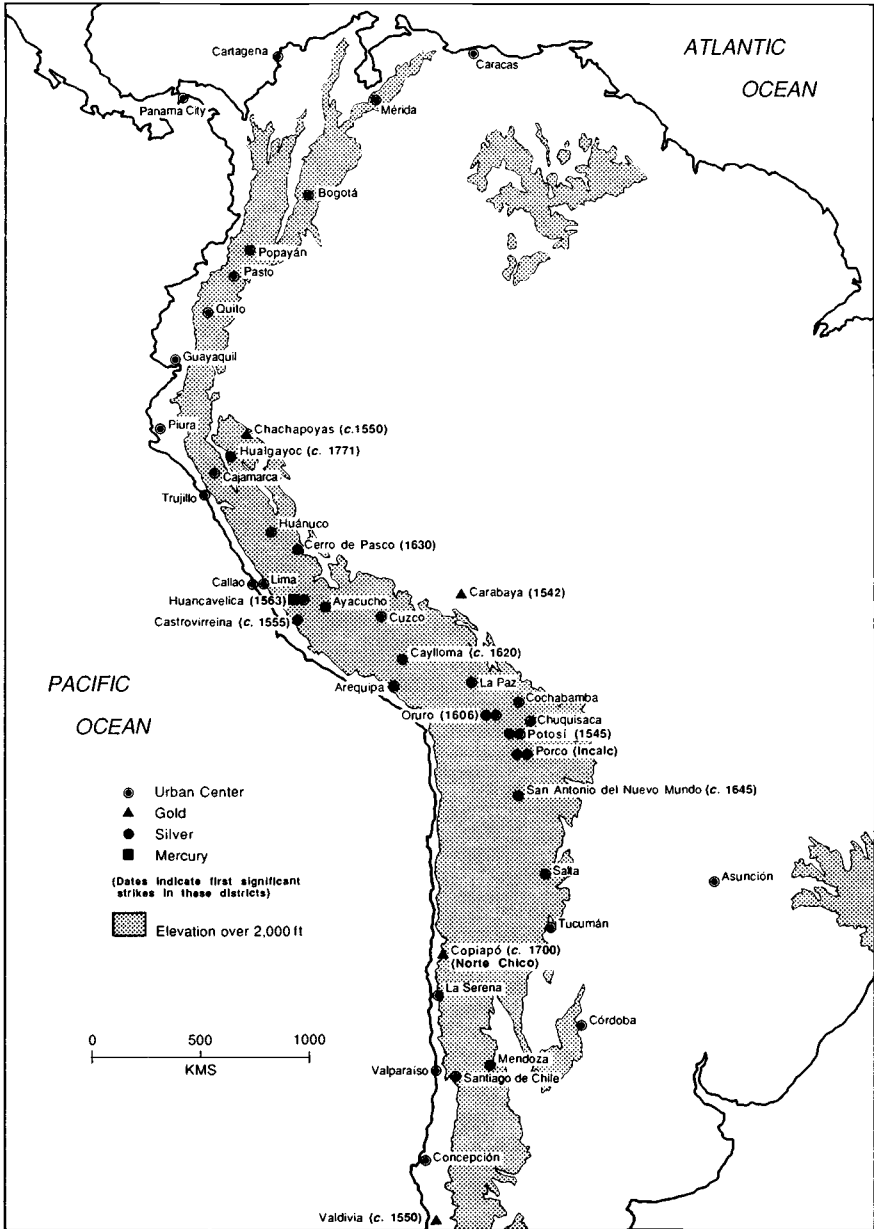 ATLANTIC
OCEAN
Cartagena
Caracas
Panama City
Mérida
Bogotá
Popayán
Pasto
Quito
Guayaquil
Piura
Chachapoyas (c.1550)
Hualgayoc (c. 1771)
Cajamarca
Trujillo
Huánuco
Cerro de Pasco (1630)
Callao
Lima
Carabaya (1542)
Huancavelica (1563)
Ayacucho
Castrovirreina (c. 1555)
Cuzco
Caylloma (c. 1620)
La Paz
Arequipa
Cochabamba
PACIFIC
OCEAN
Oruro (1606)
Chuquisaca
Potosí (1545)
Porco (Incaic)
San Antonio del Nuevo Mundo (c. 1645)
Urban Center
Gold
Silver
Mercury
(Dates indicate first significant
strikes in these districts)
Elevation over 2,000 ft
Salta
Asunción
Tucumán
Copiapó (c. 1700)
(Norte Chico)
La Serena
Córdoba
0 500 1000
KMS
Mendoza
Valparaíso
Santiago de Chile
Concepción
Valdivia (c. 1550)